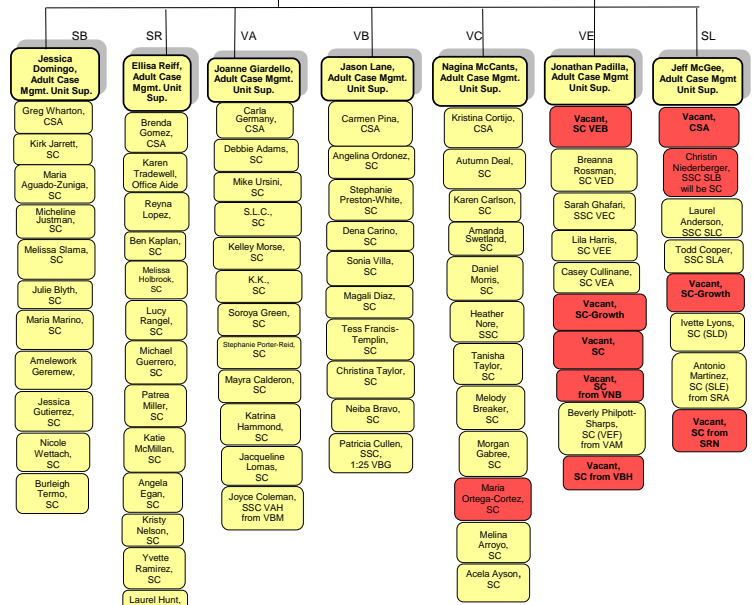 SB
SR
VA
VB
VC
VE
SL
Jessica
Domingo,
Adult Case
Mgmt. Unit Sup.
Greg Wharton,
CSA
Kirk Jarrett,
SC
Maria
Aguado-Zuniga,
SC
Micheline
Justman,
SC
Melissa Slama,
SC
Julie Blyth,
SC
Maria Marino,
SC
Amelework
Geremew,
Jessica
Gutierrez,
SC
Nicole
Wettach,
SC
Burleigh
Termo,
SC
Ellisa Reiff,
Adult Case
Mgmt. Unit
Sup.
Brenda
Gomez,
CSA
Karen
Tradewell,
Office Aide
Reyna
Lopez,
Ben Kaplan,
SC
Melissa
Holbrook,
SC
Lucy
Rangel,
SC
Michael
Guerrero,
SC
Patrea
Miller,
SC
Katie
McMillan,
SC
Angela
Egan,
SC
Kristy
Nelson,
SC
Yvette
Ramirez,
SC
Laurel Hunt,
Joanne Giardello,
Adult Case Mgmt.
Unit Sup.
Carla
Germany,
CSA
Debbie Adams,
SC
Mike Ursini,
SC
S.L.C.,
SC
Kelley Morse,
SC
K.K.,
SC
Soroya Green,
SC
Stephanie Porter-Reid,
SC
Mayra Calderon,
SC
Katrina
Hammond,
SC
Jacqueline
Lomas,
SC
Joyce Coleman,
SSC VAH
from VBM
Jason Lane,
Adult Case Mgmt.
Unit Sup.
Carmen Pina,
CSA
Angelina Ordonez,
SC
Stephanie
Preston-White,
SC
Dena Carino,
SC
Sonia Villa,
SC
Magali Diaz,
SC
Tess Francis-
Templin,
SC
Christina Taylor,
SC
Neiba Bravo,
SC
Patricia Cullen,
SSC,
1:25 VBG
Nagina McCants,
Adult Case Mgmt.
Unit Sup.
Kristina Cortijo,
CSA
Autumn Deal,
SC
Karen Carlson,
SC
Amanda
Swetland,
SC
Daniel
Morris,
SC
Heather
Nore,
SSC
Tanisha
Taylor,
SC
Melody
Breaker,
SC
Morgan
Gabree,
SC
Maria
Ortega-Cortez,
SC
Melina
Arroyo,
SC
Acela Ayson,
SC
Jonathan Padilla,
Adult Case Mgmt
Unit Sup.
Vacant,
SC VEB
Breanna
Rossman,
SC VED
Sarah Ghafari,
SSC VEC
Lila Harris,
SC VEE
Casey Cullinane,
SC VEA
Vacant,
SC-Growth
Vacant,
SC
Vacant,
SC
from VNB
Beverly Philpott-
Sharps,
SC (VEF)
from VAM
Vacant,
SC from VBH
Jeff McGee,
Adult Case Mgmt
Unit Sup.
Vacant,
CSA
Christin
Niederberger,
SSC SLB
will be SC
Laurel
Anderson,
SSC SLC
Todd Cooper,
SSC SLA
Vacant,
SC-Growth
Ivette Lyons,
SC (SLD)
Antonio
Martinez,
SC (SLE)
from SRA
Vacant,
SC from
SRN